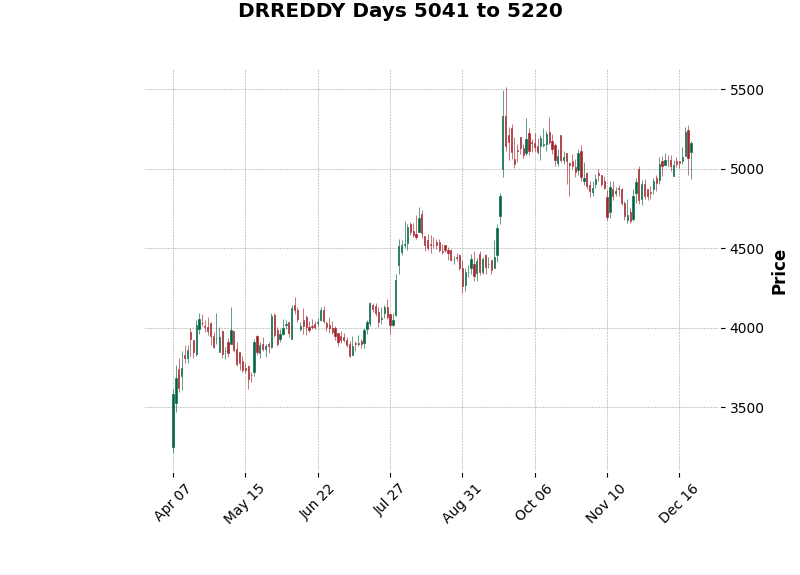 DRREDDY Days 5041 to 5220
5500
5000
4500
4000
3500
Price
Apr 07
May 15
Jun 22
Jul 27
Aug 31
Oct 06
Nov 10
Dec 16